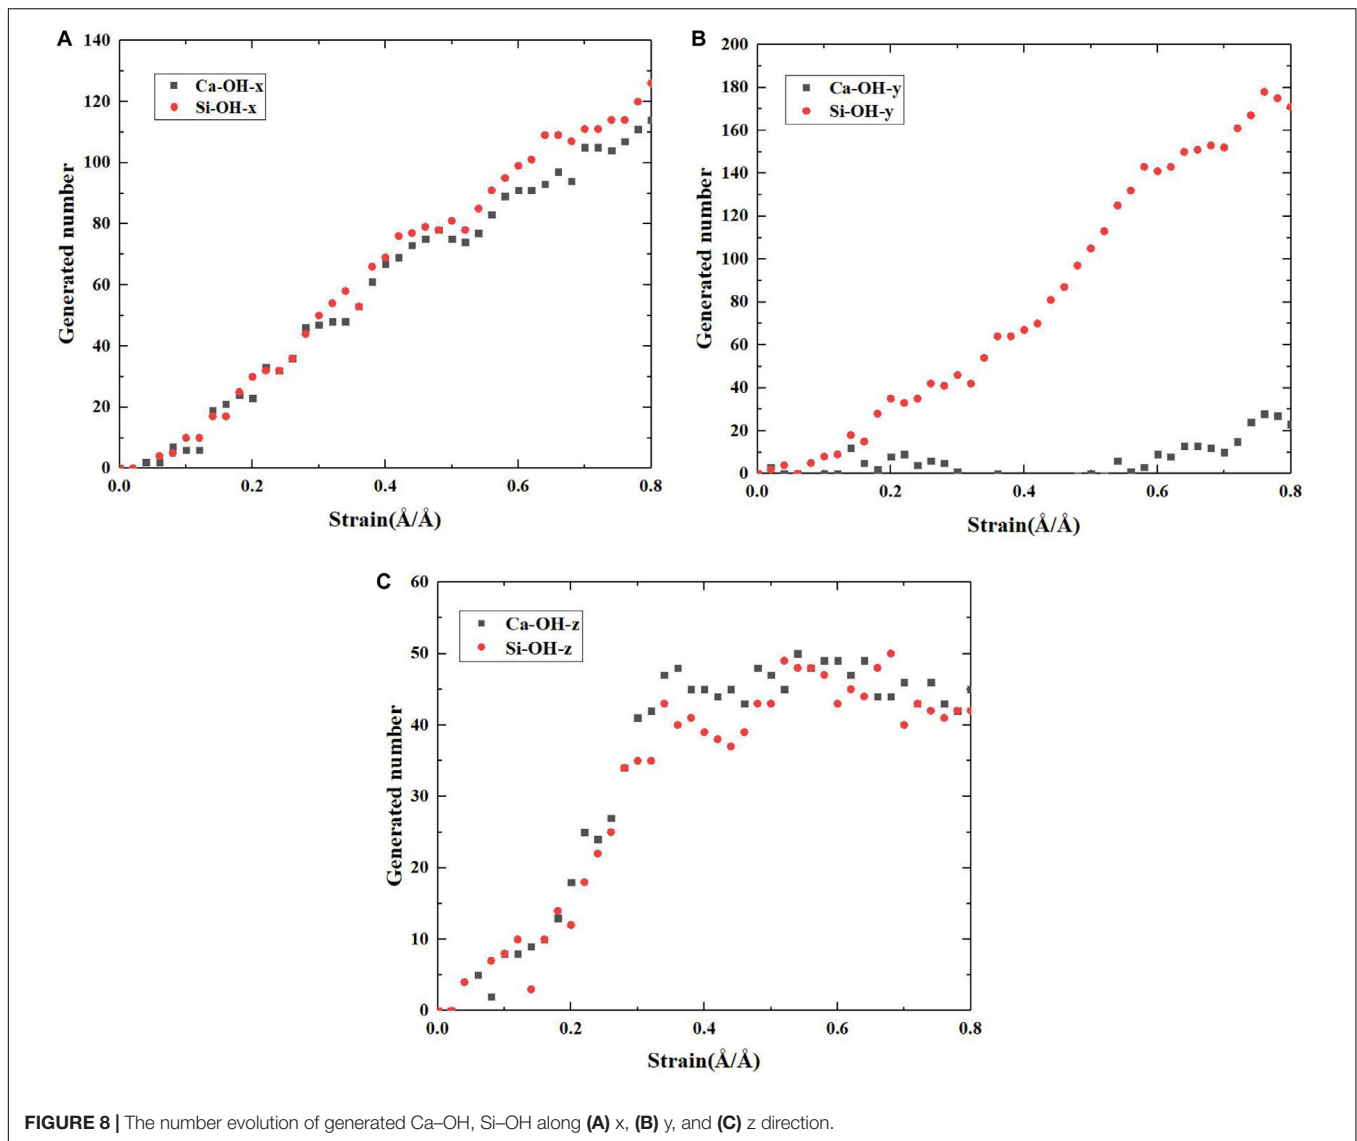 A
140
120
100
80
60
40
20
0
Generated number
Ca-OH-x
Si-OH-x
0.0 0.2 0.4 0.6 0.8
Strain(Å/Å)
B
200
180
160
140
120
100
80
60
40
20
0
Generated number
Ca-OH-y
Si-OH-y
0.0 0.2 0.4 0.6 0.8
Strain(Å/Å)
C
60
50
40
30
20
10
0
Generated number
Ca-OH-z
Si-OH-z
0.0 0.2 0.4 0.6 0.8
Strain(Å/Å)
FIGURE 8 | The number evolution of generated Ca–OH, Si–OH along (A) x, (B) y, and (C) z direction.